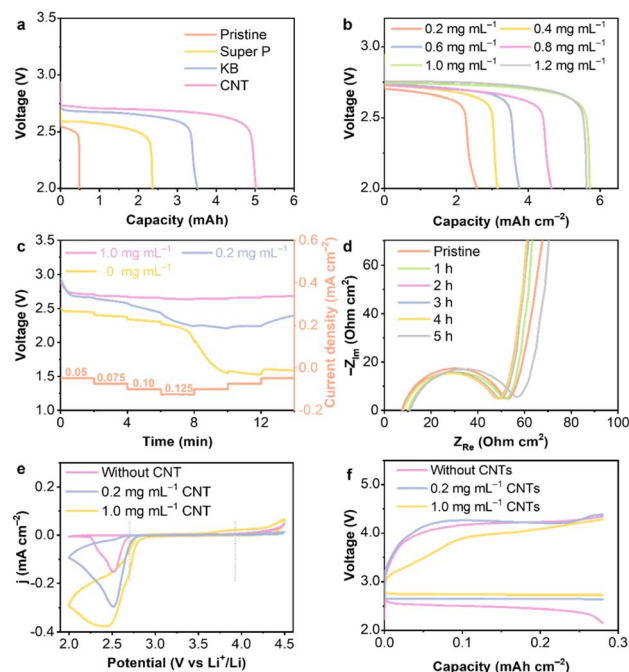 a
Pristine
Super P
KB
CNT
Voltage (V)
3.5
3.0
2.5
2.0
0 1 2 3 4 5 6
Capacity (mAh)
b
0.2 mg mL⁻¹ 0.4 mg mL⁻¹
0.6 mg mL⁻¹ 0.8 mg mL⁻¹
1.0 mg mL⁻¹ 1.2 mg mL⁻¹
Voltage (V)
3.0
2.5
2.0
0 2 4 6
Capacity (mAh cm⁻²)
c
1.0 mg mL⁻¹ 0.2 mg mL⁻¹
0 mg mL⁻¹
Voltage (V)
3.5
3.0
2.5
2.0
1.5
1.0
0.05
0.075
0.10
0.125
0 4 8 12
Time (min)
0.6
0.4
0.2
0.0
-0.2
Current density (mA cm⁻²)
d
Pristine
1 h
2 h
3 h
4 h
5 h
−Z_Im (Ohm cm²)
60
40
20
0
0 20 40 60 80 100
Z_Re (Ohm cm²)
e
Without CNT
0.2 mg mL⁻¹ CNT
1.0 mg mL⁻¹ CNT
j (mA cm⁻²)
0.2
0.0
-0.2
-0.4
2.0 2.5 3.0 3.5 4.0 4.5
Potential (V vs Li⁺/Li)
f
Without CNTs
0.2 mg mL⁻¹ CNTs
1.0 mg mL⁻¹ CNTs
Voltage (V)
6
5
4
3
2
0.0 0.1 0.2 0.3
Capacity (mAh cm⁻²)